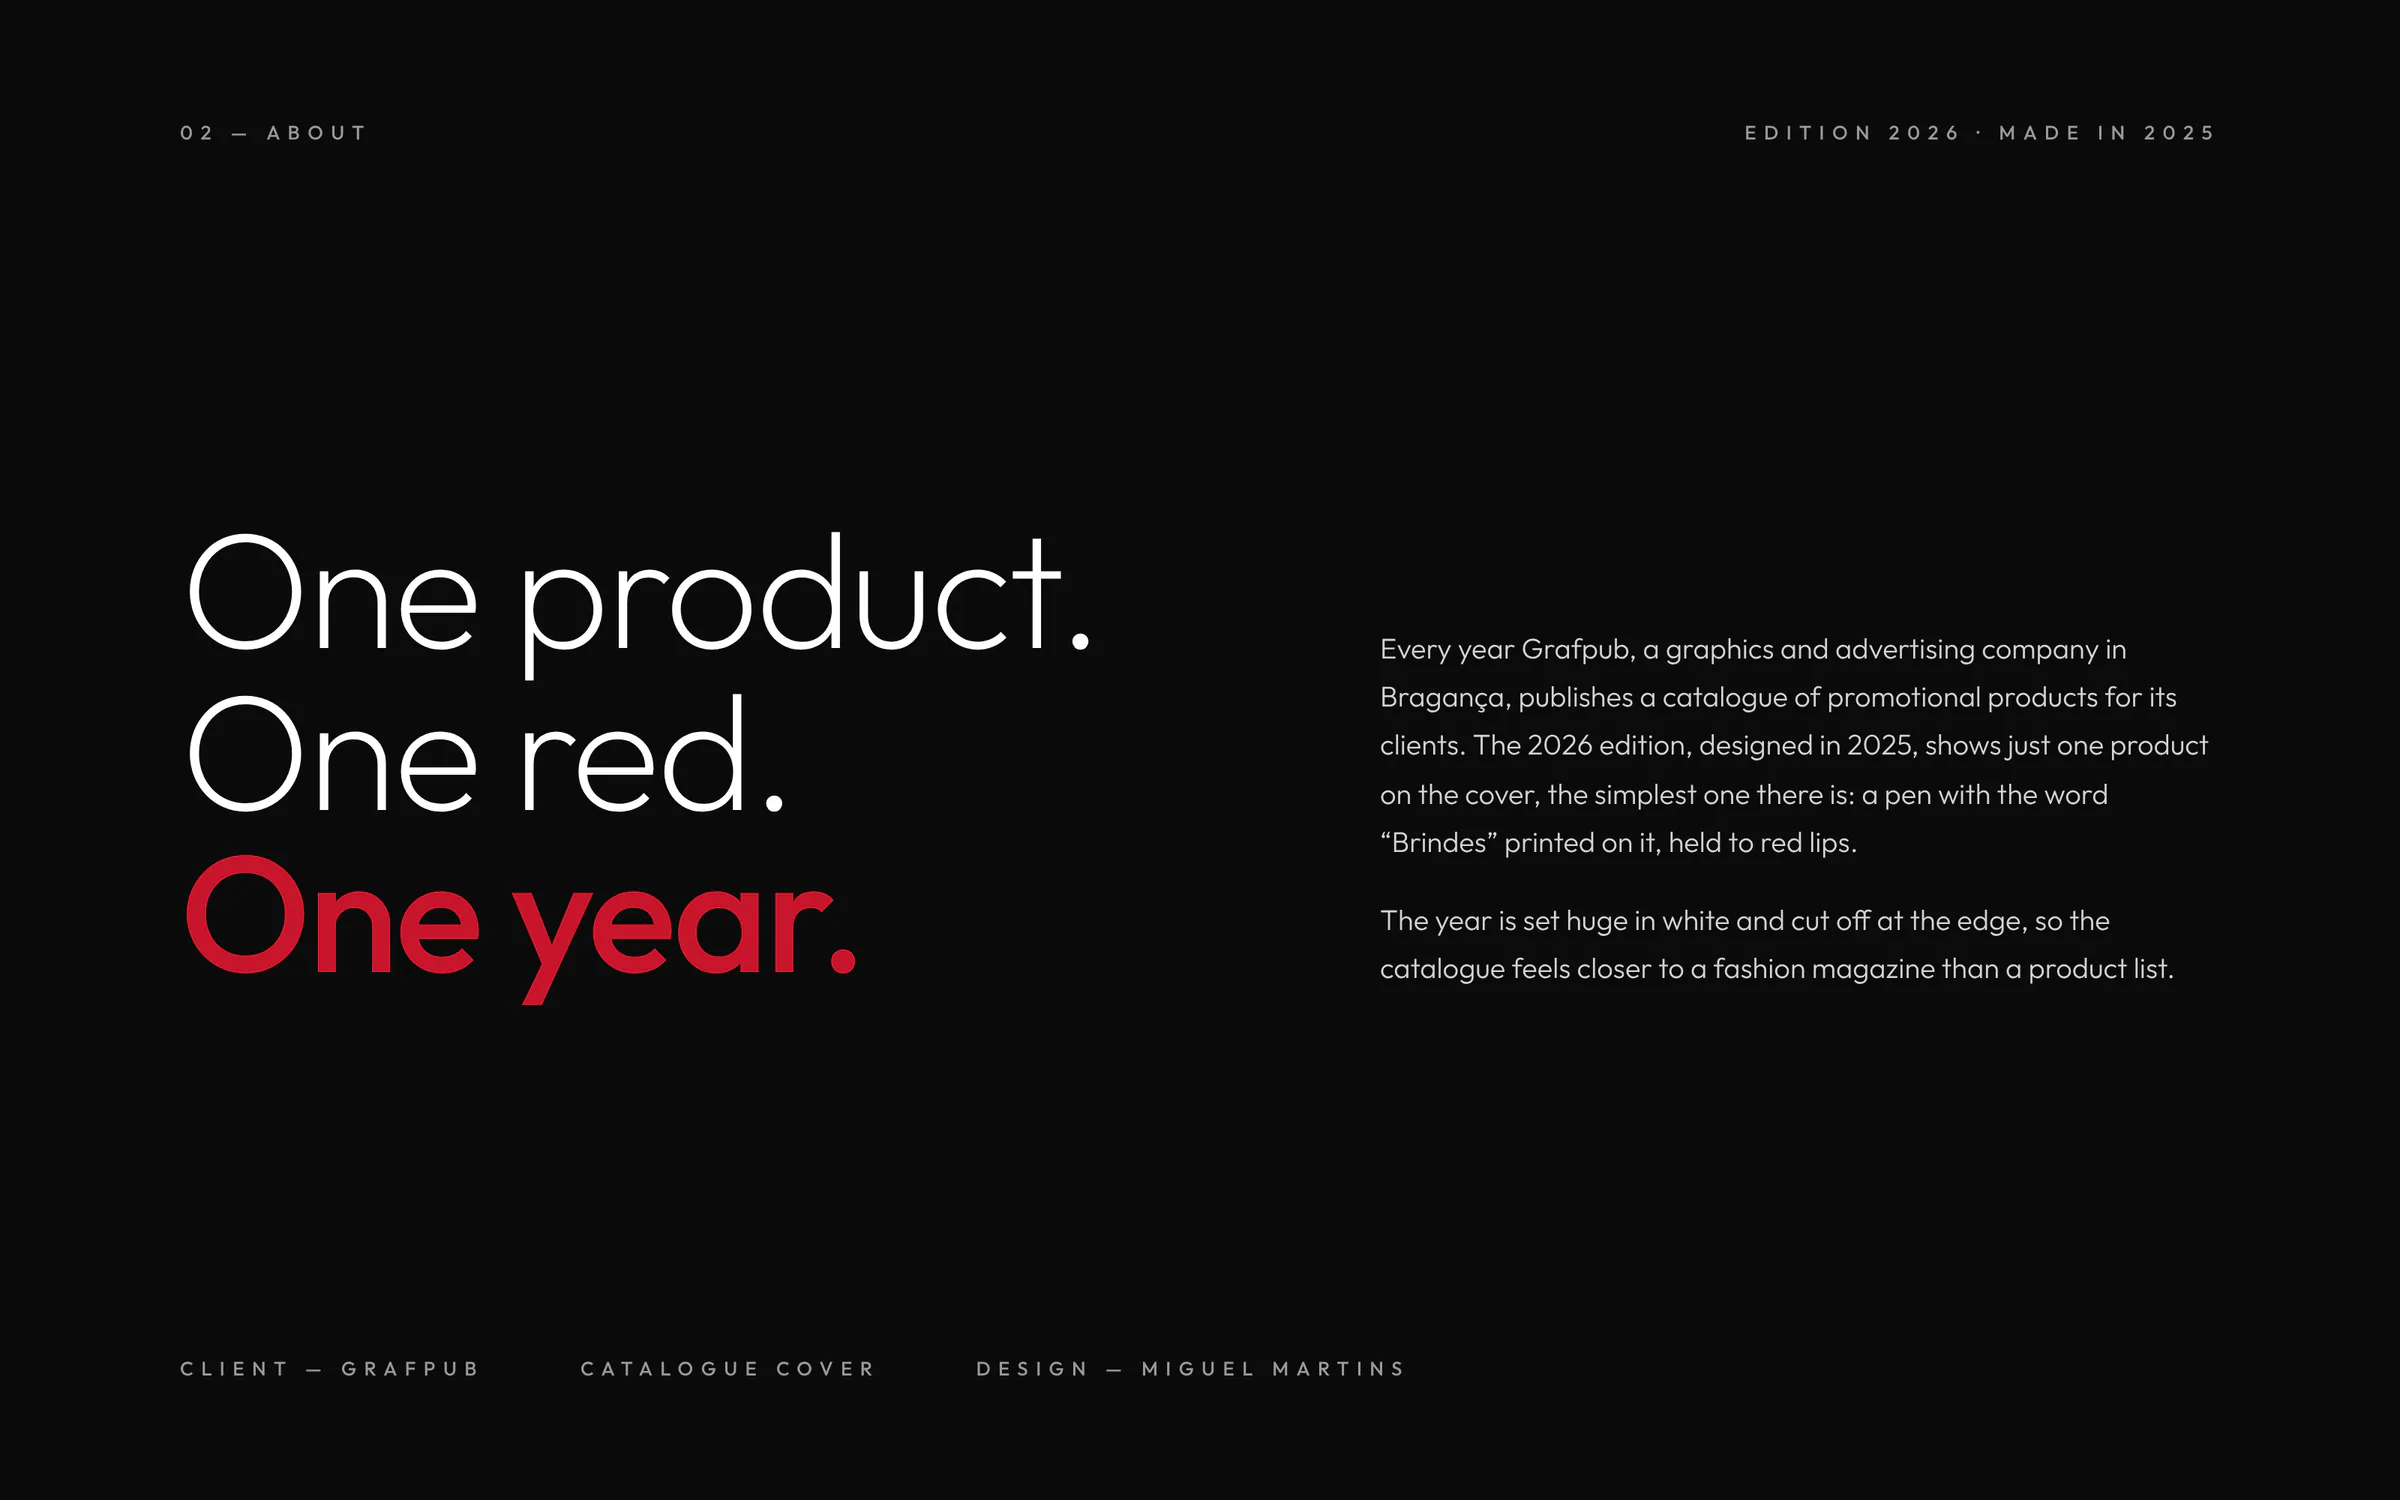 02 — ABOUT
EDITION 2026 · MADE IN 2025
One product.
One red.
One year.
Every year Grafpub, a graphics and advertising company in
Bragança, publishes a catalogue of promotional products for its
clients. The 2026 edition, designed in 2025, shows just one product
on the cover, the simplest one there is: a pen with the word
“Brindes” printed on it, held to red lips.
The year is set huge in white and cut off at the edge, so the
catalogue feels closer to a fashion magazine than a product list.
CLIENT — GRAFPUB
CATALOGUE COVER
DESIGN — MIGUEL MARTINS